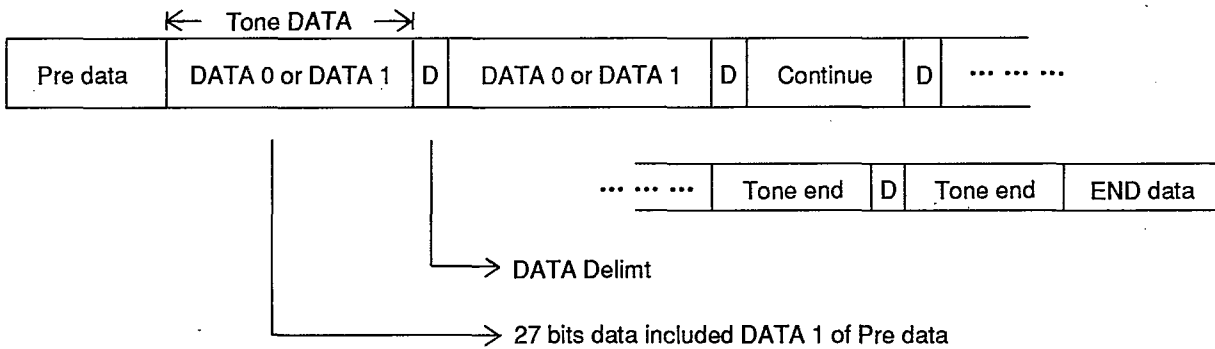 Tone DATA
Pre data DATA 0 or DATA 1 D DATA 0 or DATA 1 D Continue D ... ... ...
... ... ... Tone end D Tone end END data
DATA Delimt
27 bits data included DATA 1 of Pre data